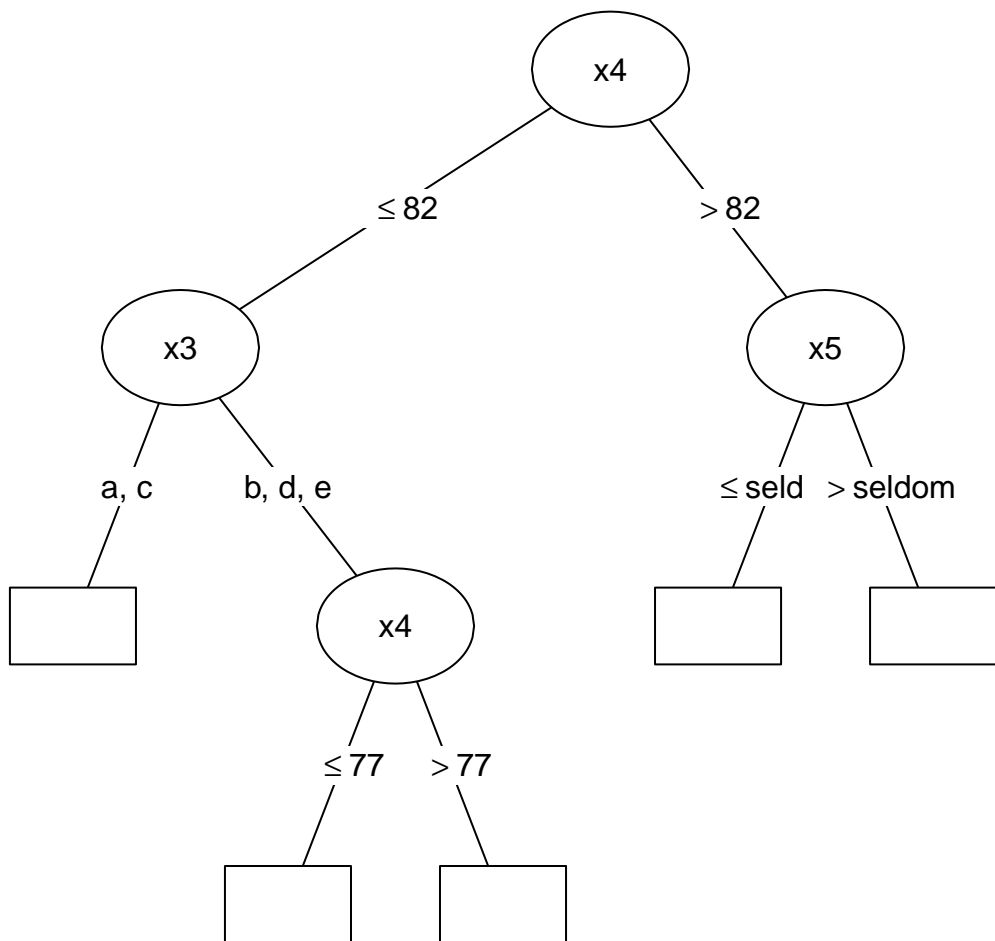 x4
≤ 82
> 82
x3
x5
a, c
b, d, e
≤ seld
> seldom
x4
≤ 77
> 77